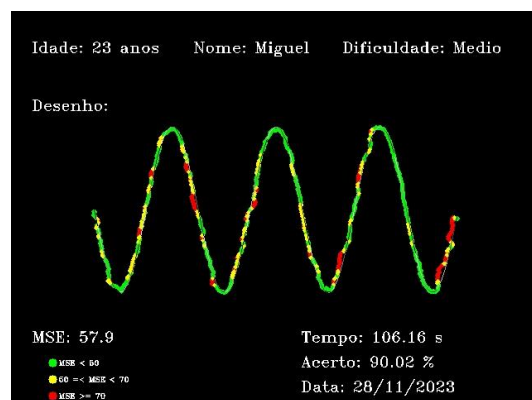 Idade: 23 anos Nome: Miguel Dificuldade: Medio
Desenho:
MSE: 57.9
MSE < 60
60 =< MSE < 70
MSE >= 70
Tempo: 106.16 s
Acerto: 90.02 %
Data: 28/11/2023